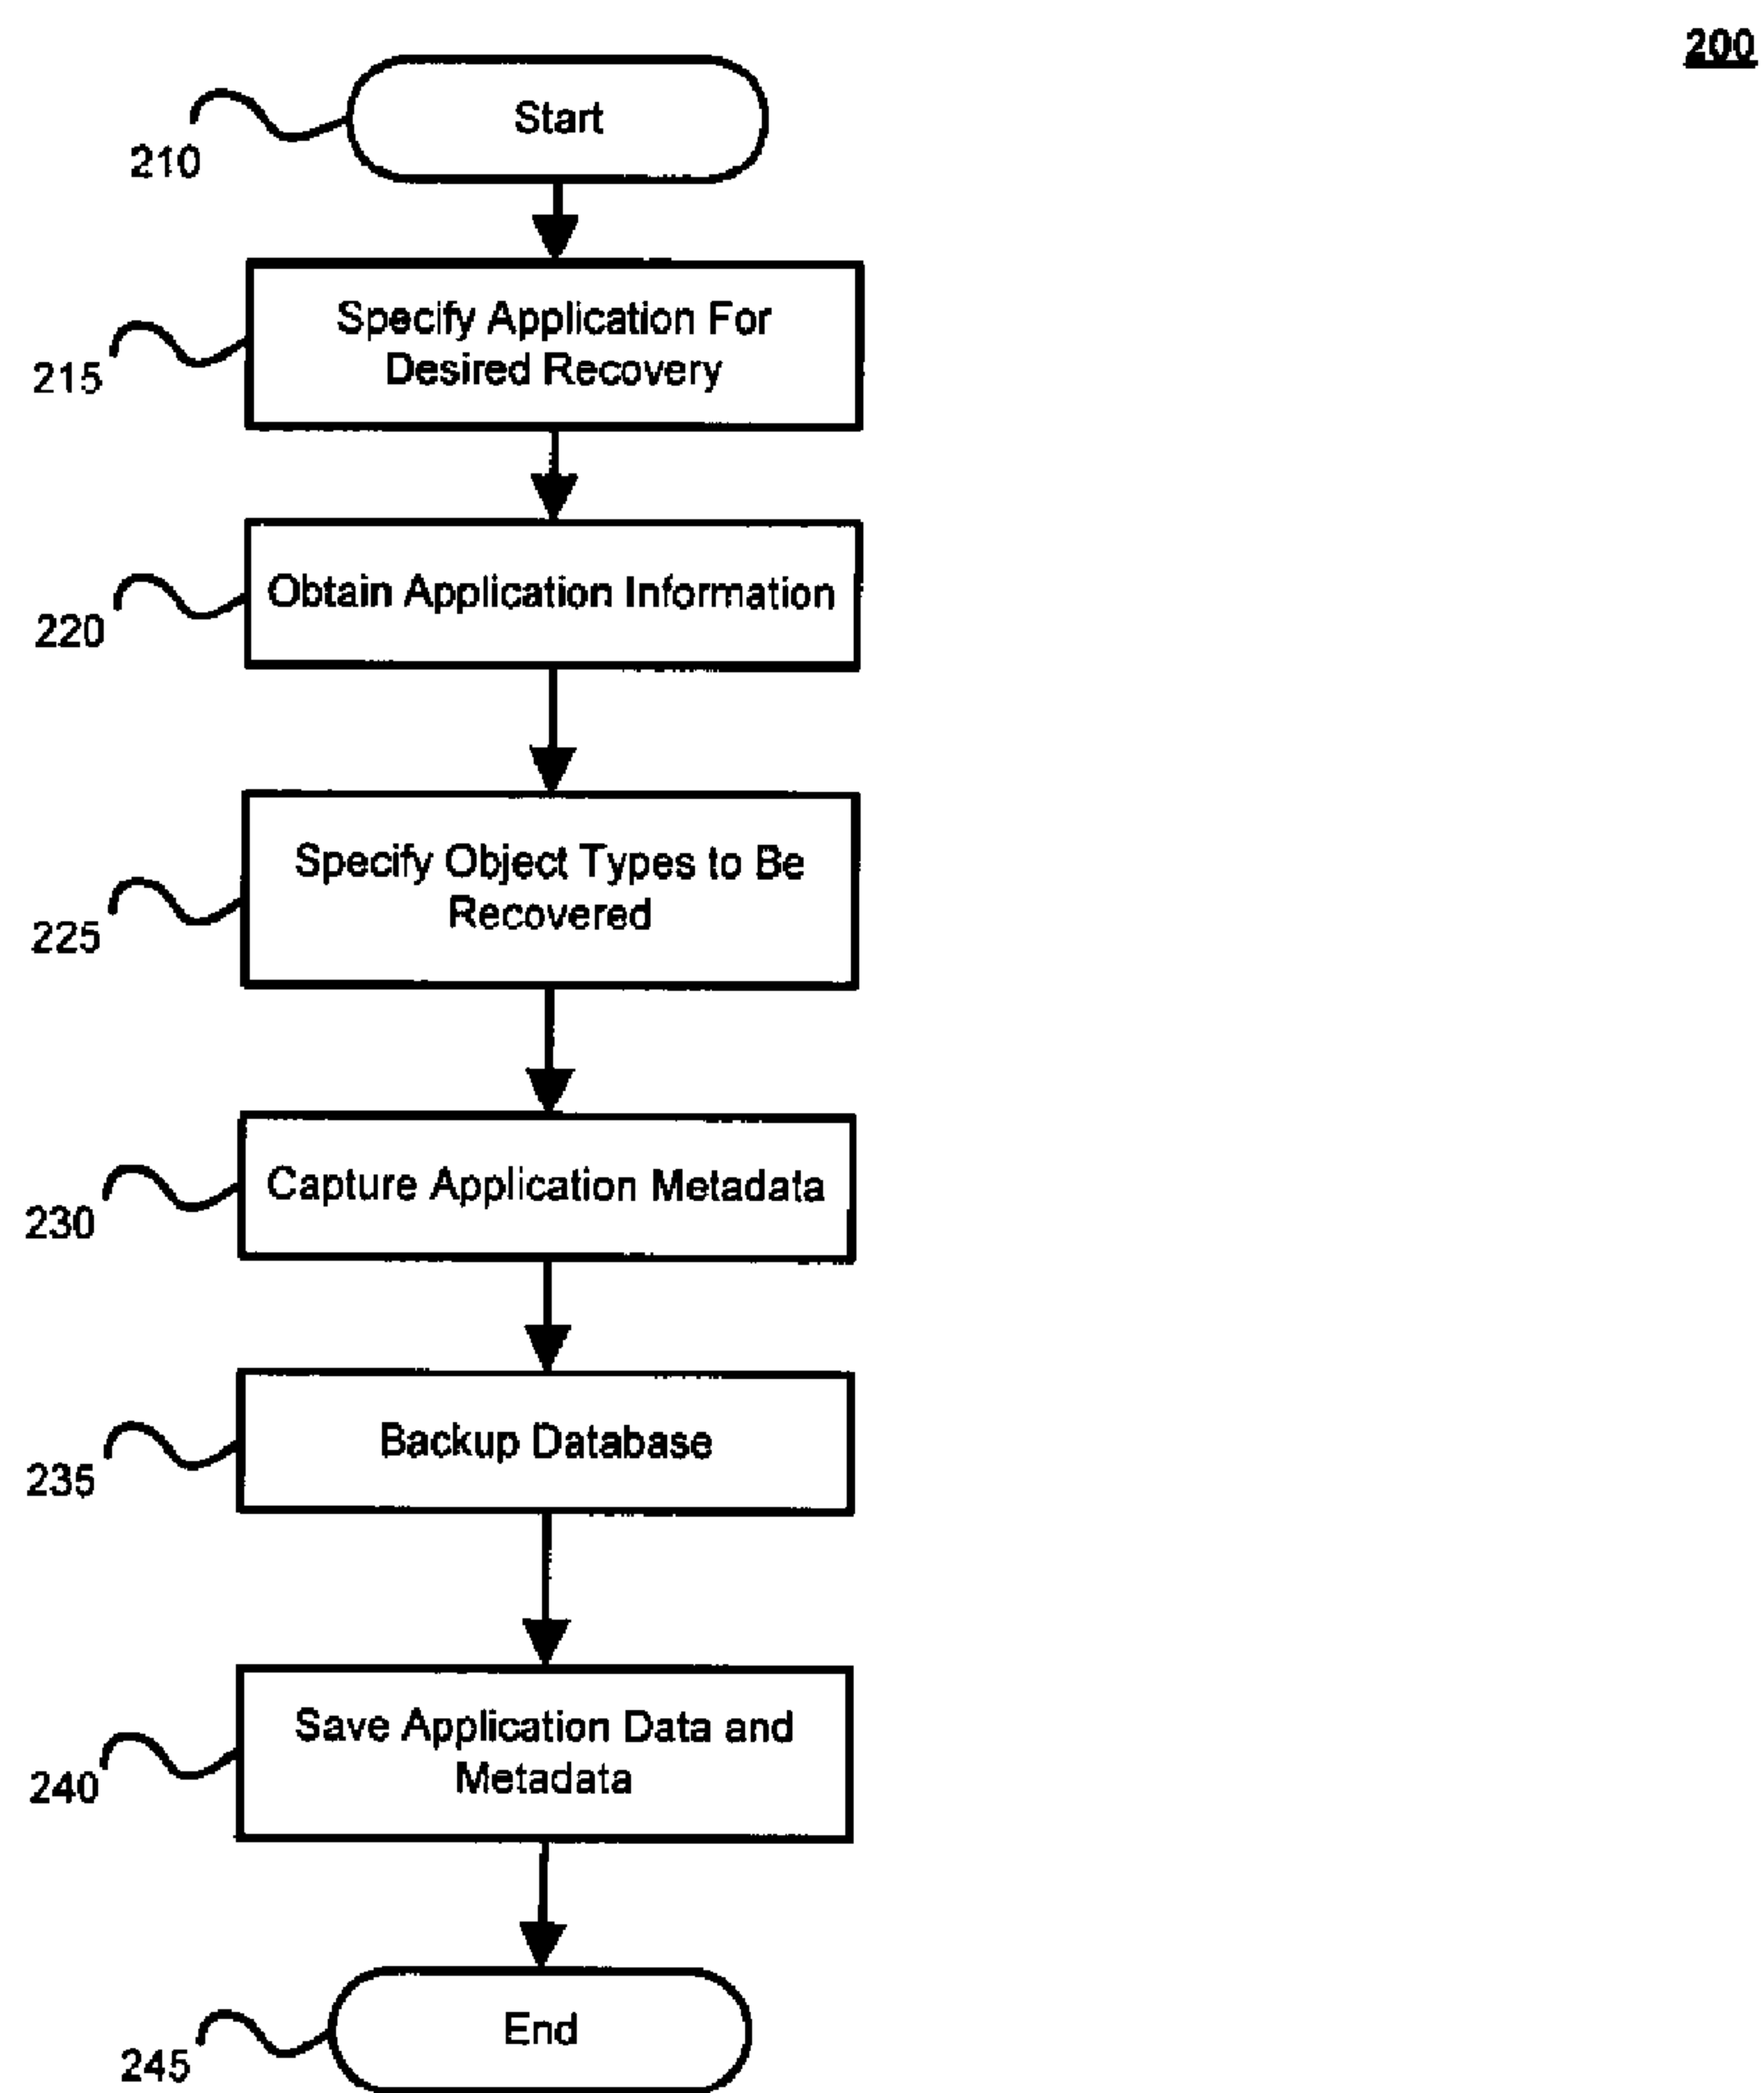 200
Start
210
Specify Application For
Desired Recovery
215
Obtain Application Information
220
Specify Object Types to Be
Recovered
225
Capture Application Metadata
230
Backup Database
235
Save Application Data and
Metadata
240
End
245